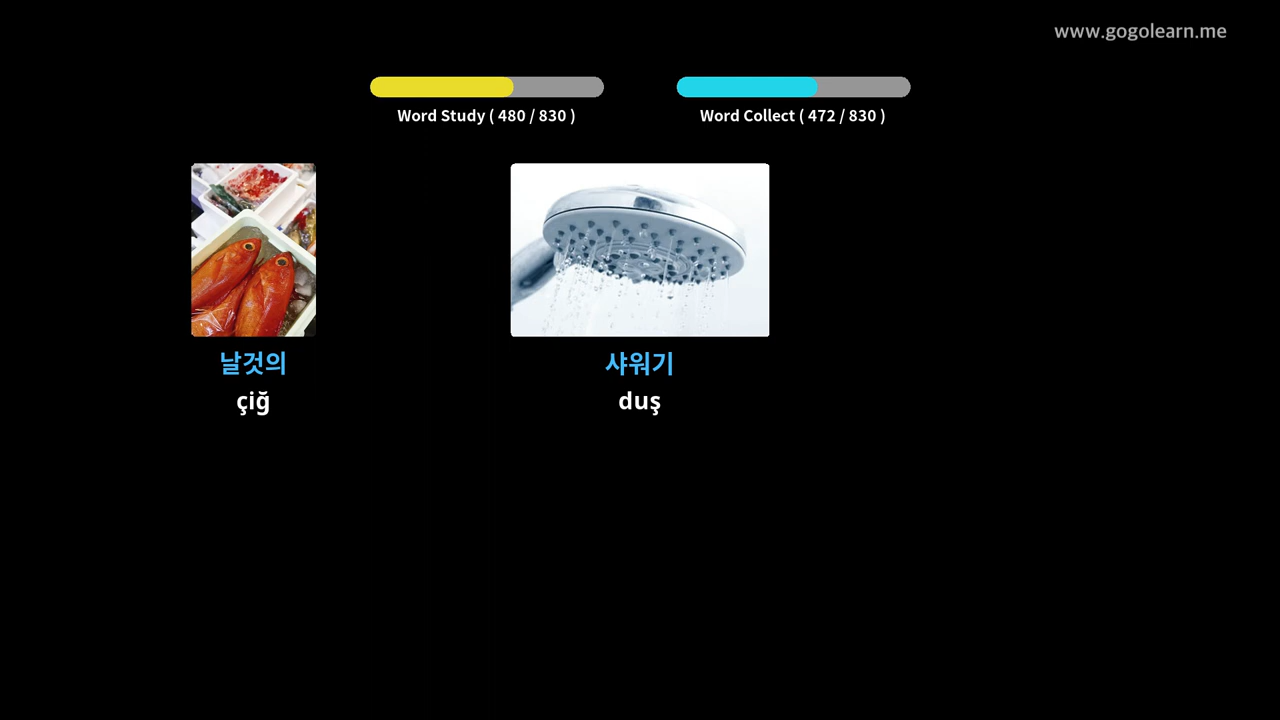 www.gogolearn.me
Word Study ( 480 / 830 )
Word Collect ( 472 / 830 )
날것의
çiğ
샤워기
duş